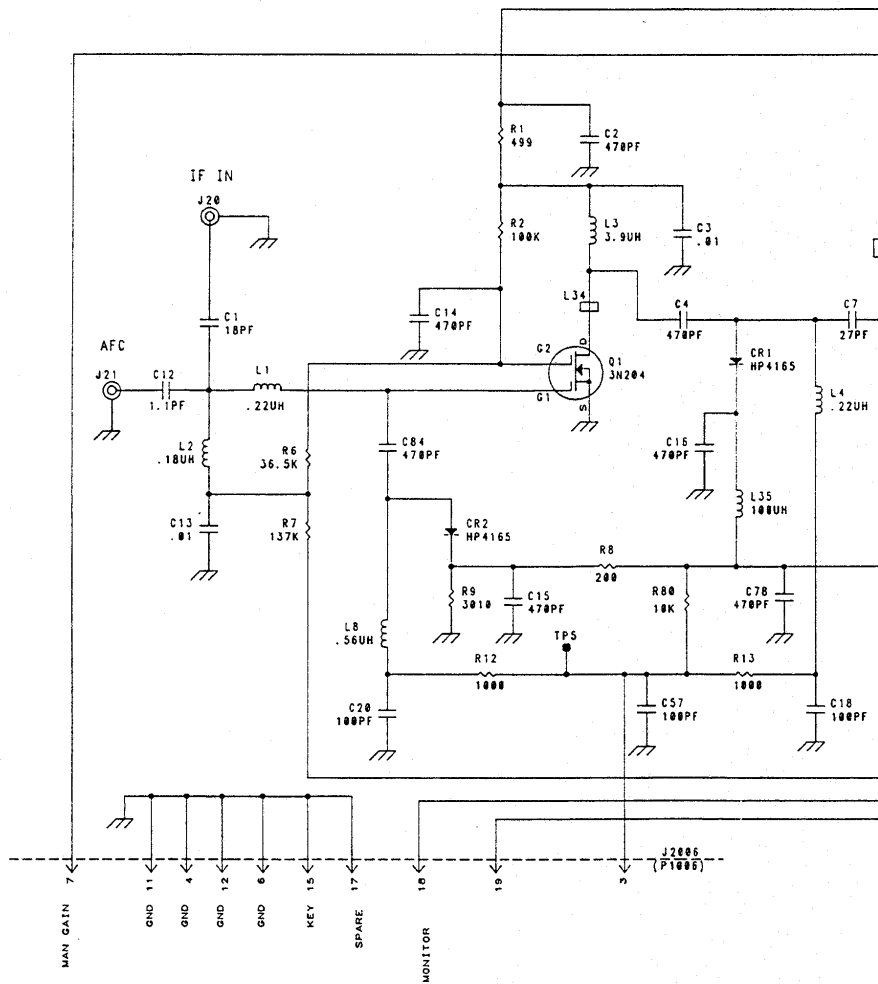 R1
499
C2
470PF
IF IN
J20
R2
100K
L3
3.9UH
C3
.01
L34
C14
470PF
C4
470PF
C7
27PF
C1
18PF
AFC
J21
C12
1.1PF
L1
.22UH
G2
D
Q1
3N204
G1
S
CR1
HP4165
L4
.22UH
L2
.18UH
C84
470PF
R6
36.5K
C16
470PF
L35
100UH
C13
.01
R7
137K
CR2
HP4165
R8
200
R9
3010
C15
470PF
R80
10K
C78
470PF
L8
.56UH
TP5
R12
1000
R13
1000
C20
100PF
C57
100PF
C18
100PF
J2006
(P1006)
7
11
4
12
6
15
17
18
19
3
MAN GAIN
GND
GND
GND
GND
KEY
SPARE
MONITOR